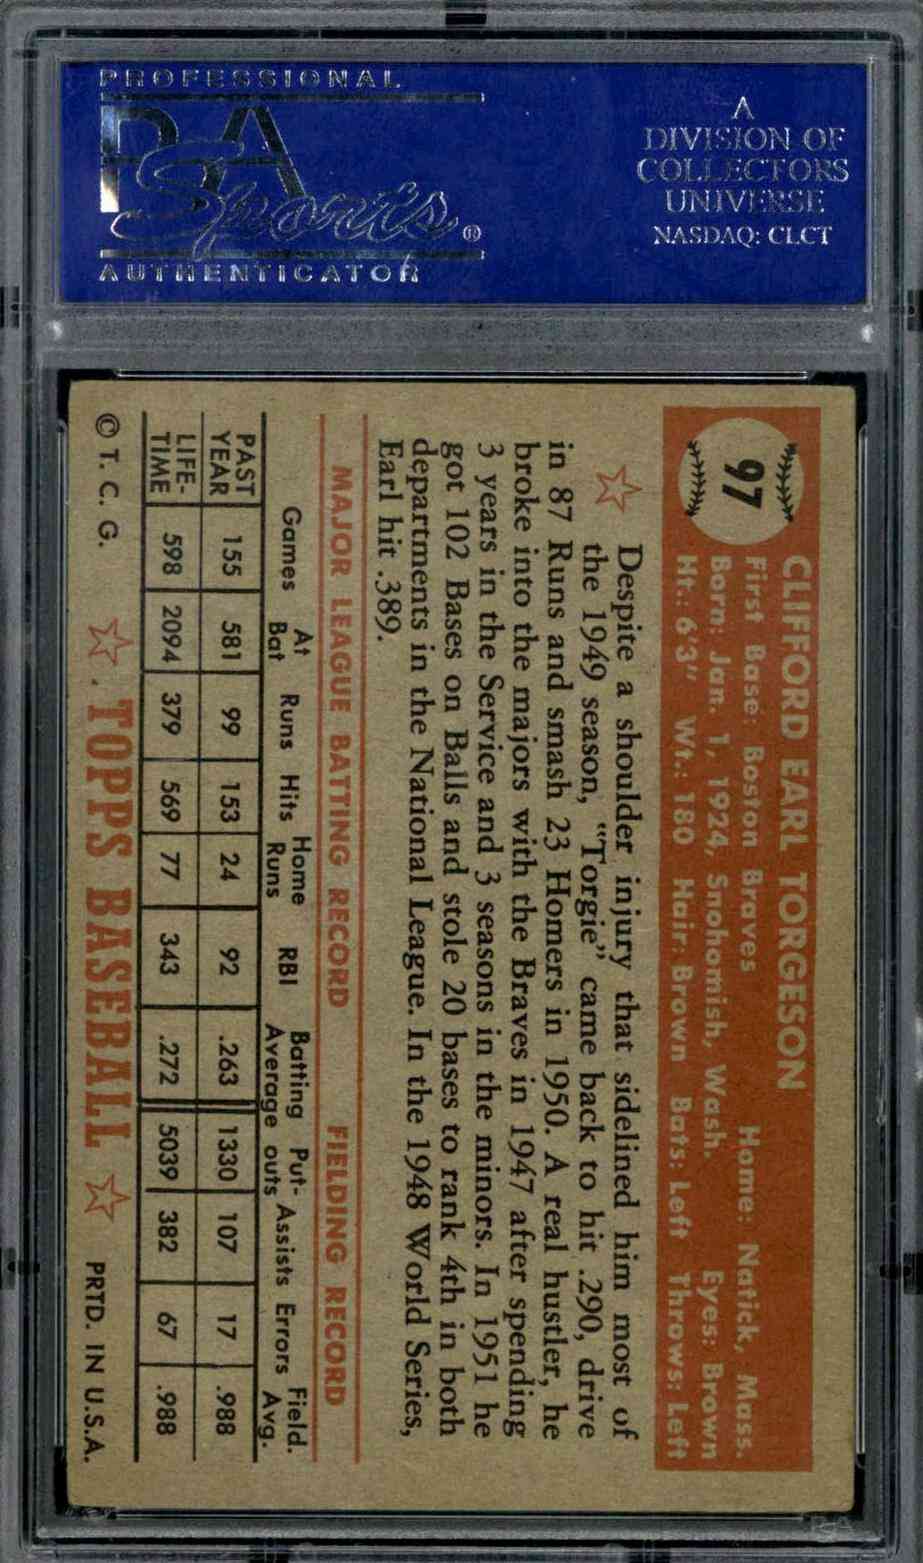 PROFESSIONAL
PSA
Sports®
AUTHENTICATOR
A
DIVISION OF
COLLECTORS
UNIVERSE
NASDAQ: CLCT
97
CLIFFORD EARL TORGESON
First Base: Boston Braves Home: Natick, Mass.
Born: Jan. 1, 1924, Snohomish, Wash. Eyes: Brown
Ht.: 6'3" Wt.: 180 Hair: Brown Bats: Left Throws: Left
Despite a shoulder injury that sidelined him most of
the 1949 season, "Torgie" came back to hit .290, drive
in 87 Runs and smash 23 Homers in 1950. A real hustler, he
broke into the majors with the Braves in 1947 after spending
3 years in the Service and 3 seasons in the minors. In 1951 he
got 102 Bases on Balls and stole 20 bases to rank 4th in both
departments in the National League. In the 1948 World Series,
Earl hit .389.
MAJOR LEAGUE BATTING RECORD FIELDING RECORD
Games At Bat Runs Hits Home Runs RBI Batting Average Put-outs Assists Errors Field. Avg.
PAST YEAR 155 581 99 153 24 92 .263 1330 107 17 .988
LIFE-TIME 598 2094 379 569 77 343 .272 5039 382 67 .988
© T. C. G. TOPPS BASEBALL PRTD. IN U.S.A.